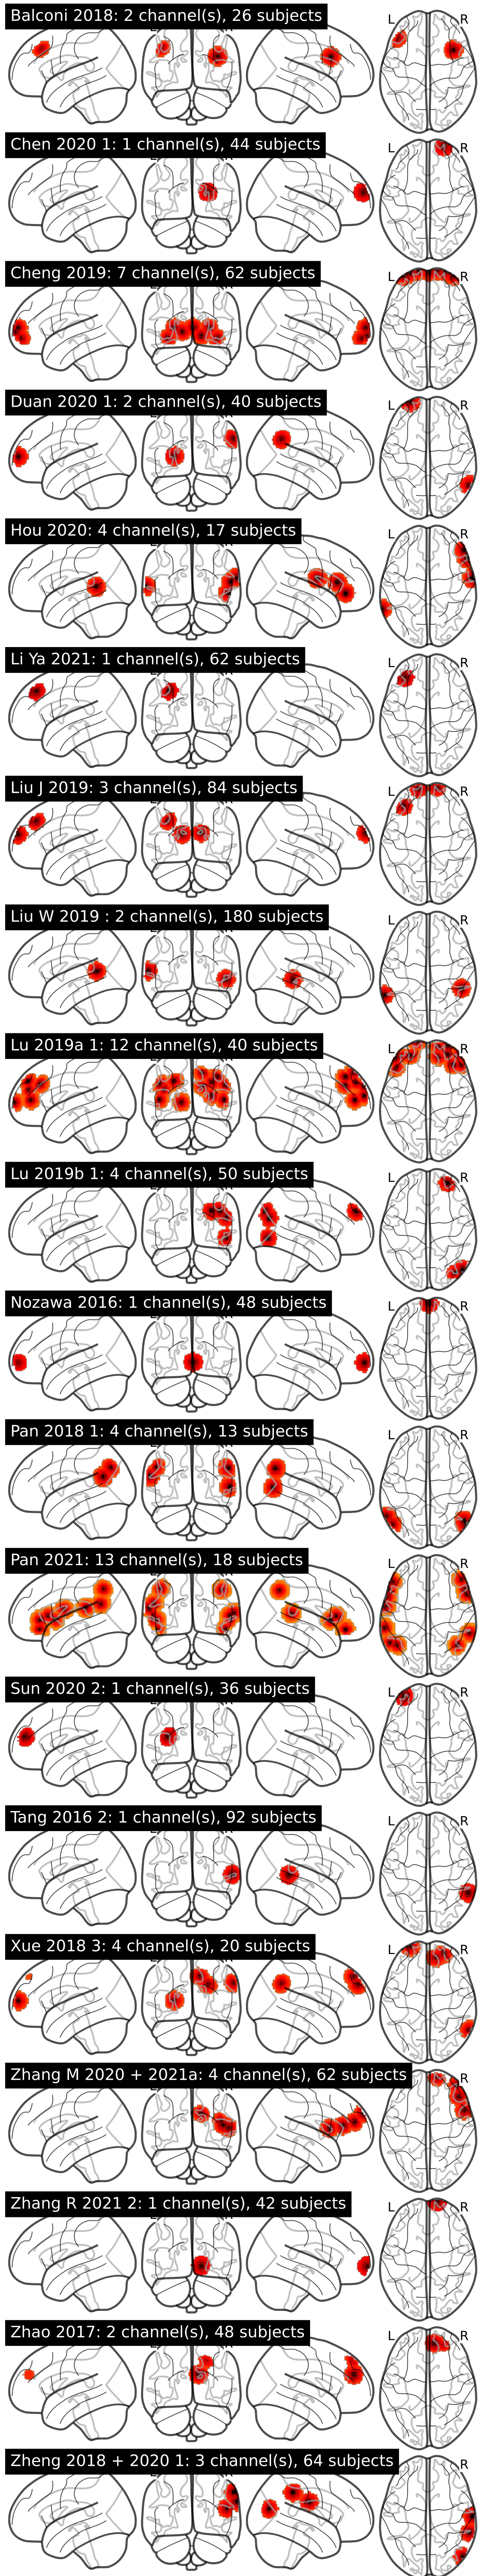 Balconi 2018: 2 channel(s), 26 subjects
L R
Chen 2020 1: 1 channel(s), 44 subjects
L R
Cheng 2019: 7 channel(s), 62 subjects
L R
Duan 2020 1: 2 channel(s), 40 subjects
L R
Hou 2020: 4 channel(s), 17 subjects
L R
Li Ya 2021: 1 channel(s), 62 subjects
L R
Liu J 2019: 3 channel(s), 84 subjects
L R
Liu W 2019 : 2 channel(s), 180 subjects
L R
Lu 2019a 1: 12 channel(s), 40 subjects
L R
Lu 2019b 1: 4 channel(s), 50 subjects
L R
Nozawa 2016: 1 channel(s), 48 subjects
L R
Pan 2018 1: 4 channel(s), 13 subjects
L R
Pan 2021: 13 channel(s), 18 subjects
L R
Sun 2020 2: 1 channel(s), 36 subjects
L R
Tang 2016 2: 1 channel(s), 92 subjects
L R
Xue 2018 3: 4 channel(s), 20 subjects
L R
Zhang M 2020 + 2021a: 4 channel(s), 62 subjects
R
Zhang R 2021 2: 1 channel(s), 42 subjects
L R
Zhao 2017: 2 channel(s), 48 subjects
L R
Zheng 2018 + 2020 1: 3 channel(s), 64 subjects
R